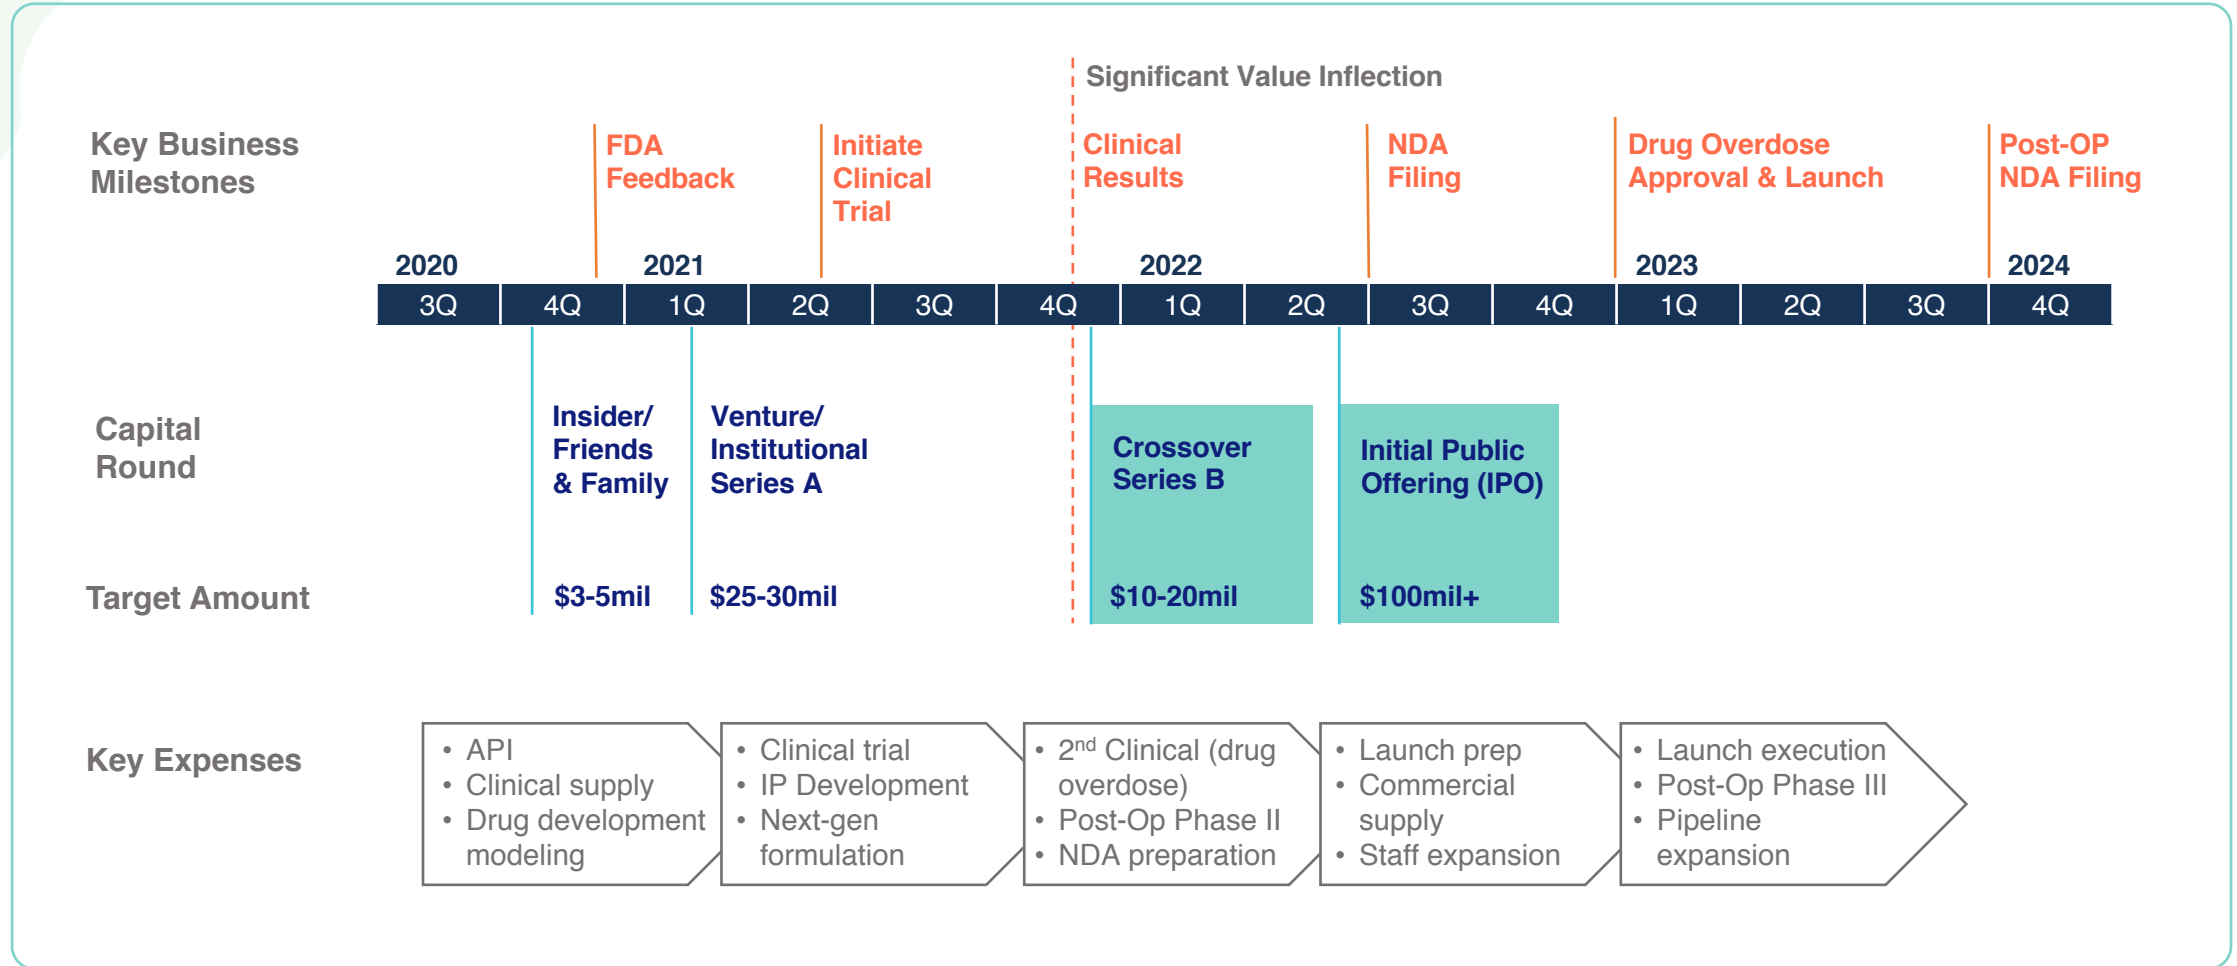 Significant Value Inflection
Key Business
Milestones
FDA
Feedback
Initiate
Clinical
Trial
Clinical
Results
NDA
Filing
Drug Overdose
Approval & Launch
Post-OP
NDA Filing
2020
2021
2022
2023
2024
3Q
4Q
1Q
2Q
3Q
4Q
1Q
2Q
3Q
4Q
1Q
2Q
3Q
4Q
Capital
Round
Insider/
Friends
& Family
Venture/
Institutional
Series A
Crossover
Series B
Initial Public
Offering (IPO)
Target Amount
$3-5mil
$25-30mil
$10-20mil
$100mil+
Key Expenses
• API
• Clinical supply
• Drug development
modeling
• Clinical trial
• IP Development
• Next-gen
formulation
• 2nd Clinical (drug
overdose)
• Post-Op Phase II
• NDA preparation
• Launch prep
• Commercial
supply
• Staff expansion
• Launch execution
• Post-Op Phase III
• Pipeline
expansion